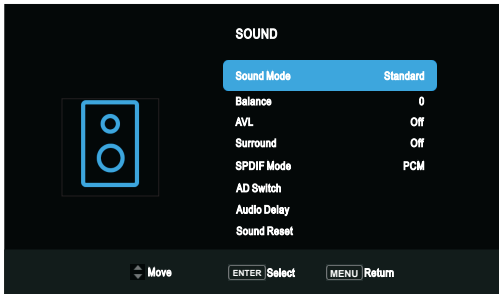 SOUND
Sound Mode Standard
Balance 0
AVL Off
Surround Off
SPDIF Mode PCM
AD Switch
Audio Delay
Sound Reset
Move ENTER Select MENU Return